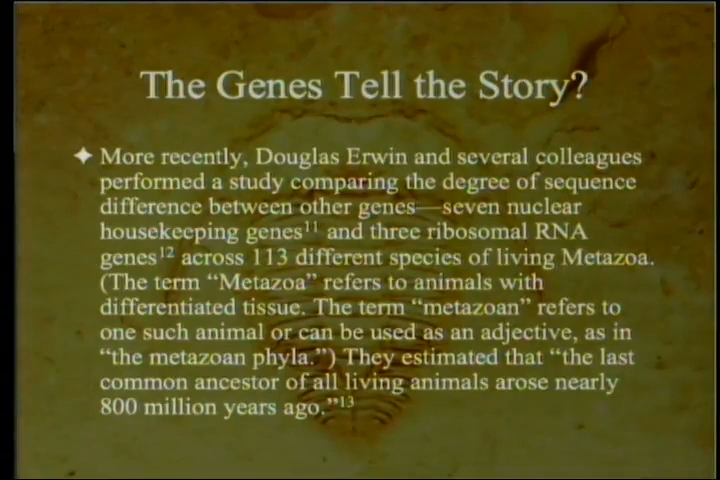 The Genes Tell the Story?
✦ More recently, Douglas Erwin and several colleagues
performed a study comparing the degree of sequence
difference between other genes—seven nuclear
housekeeping genes¹¹ and three ribosomal RNA
genes¹² across 113 different species of living Metazoa.
(The term “Metazoa” refers to animals with
differentiated tissue. The term “metazoan” refers to
one such animal or can be used as an adjective, as in
“the metazoan phyla.”) They estimated that “the last
common ancestor of all living animals arose nearly
800 million years ago.”¹³